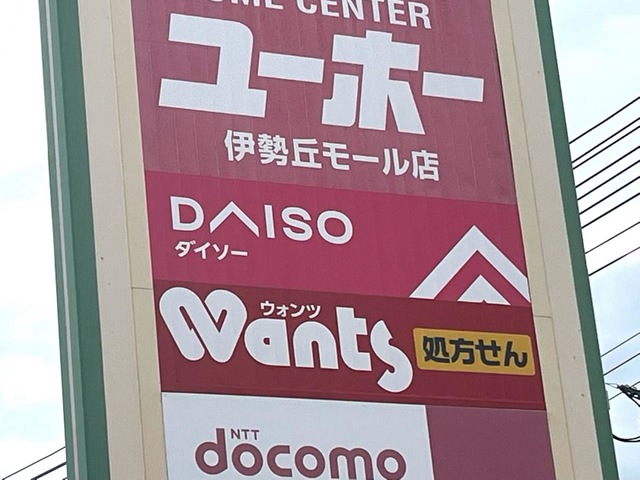 HOME CENTER
ユーホー
伊勢丘モール店
DAISO
ダイソー
ウォンツ
Wants
処方せん
NTT
docomo